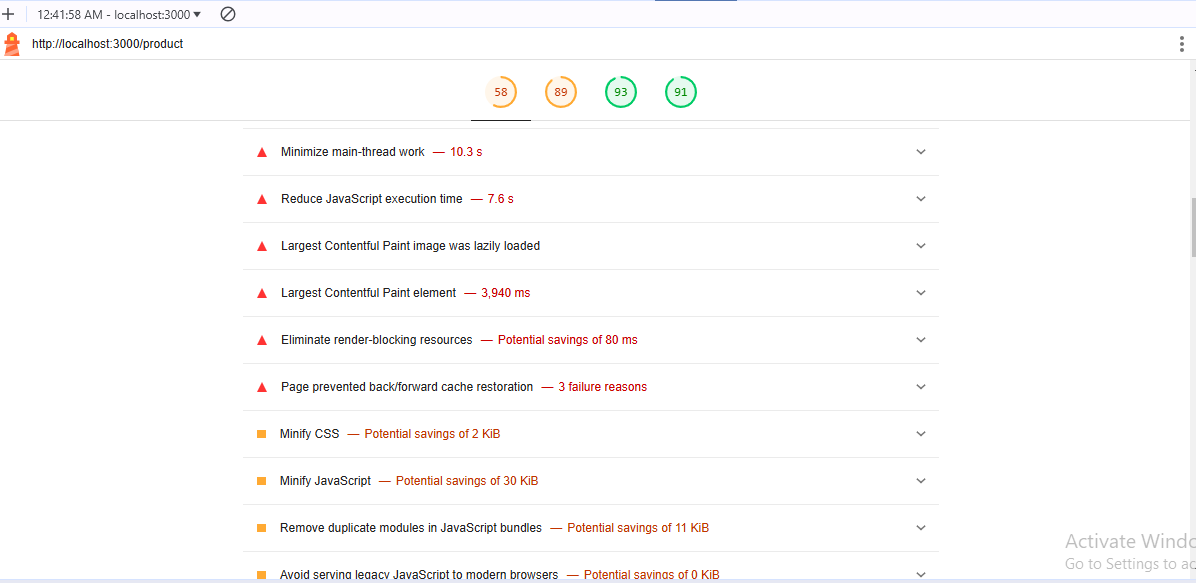 12:41:58 AM - localhost:3000
http://localhost:3000/product
58 89 93 91
Minimize main-thread work — 10.3 s
Reduce JavaScript execution time — 7.6 s
Largest Contentful Paint image was lazily loaded
Largest Contentful Paint element — 3,940 ms
Eliminate render-blocking resources — Potential savings of 80 ms
Page prevented back/forward cache restoration — 3 failure reasons
Minify CSS — Potential savings of 2 KiB
Minify JavaScript — Potential savings of 30 KiB
Remove duplicate modules in JavaScript bundles — Potential savings of 11 KiB
Avoid serving legacy JavaScript to modern browsers — Potential savings of 0 KiB
Activate Windo
Go to Settings to ac